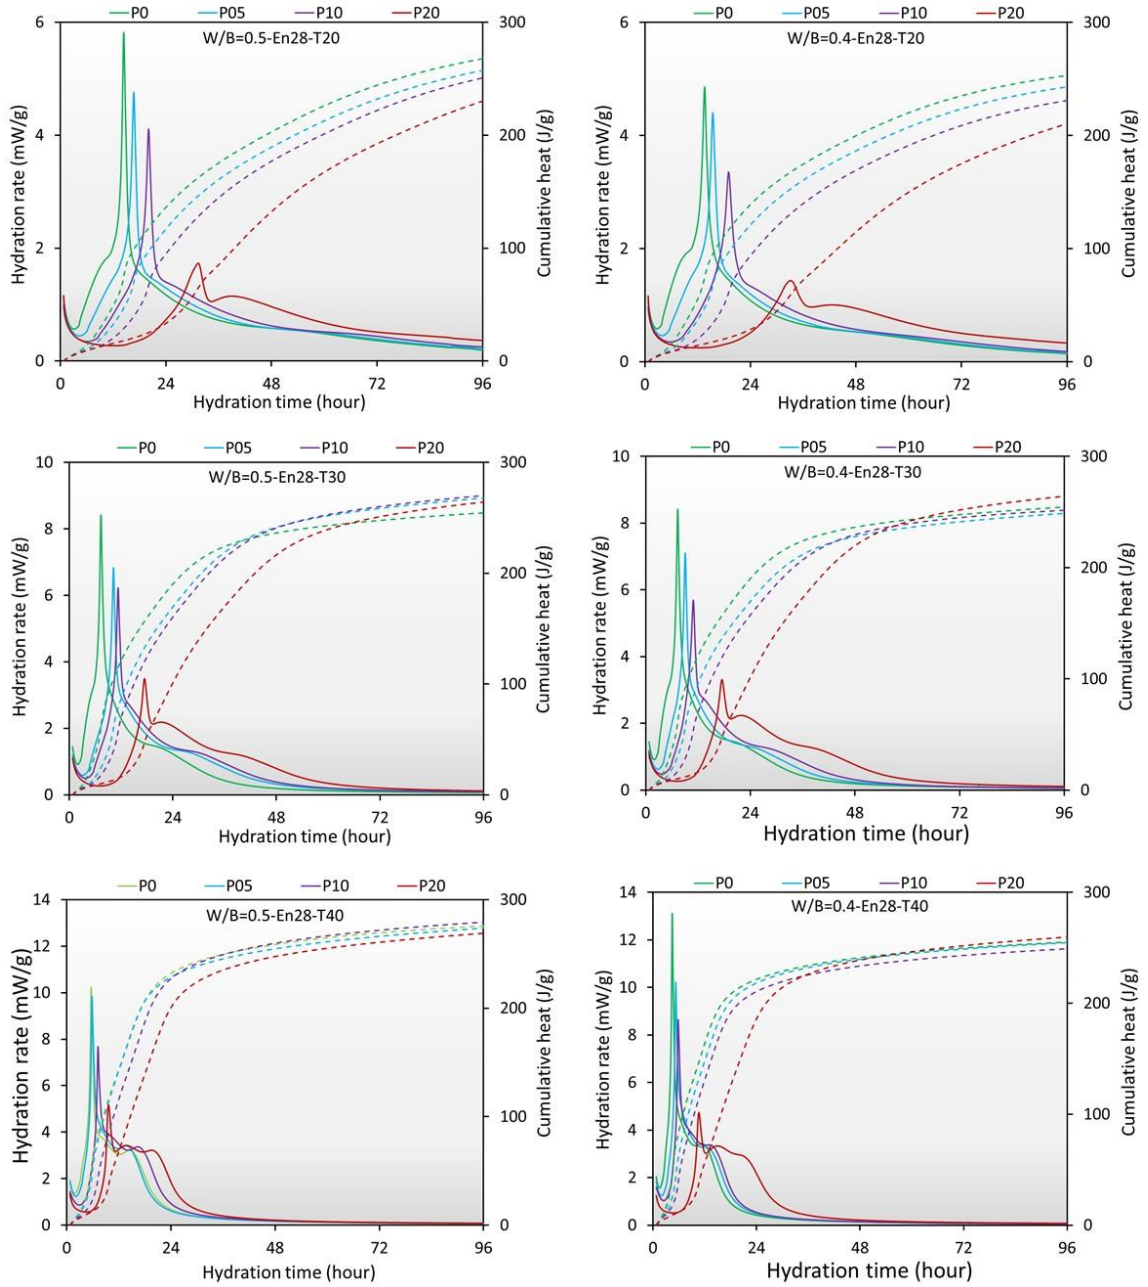 P0 P05 P10 P20
W/B=0.5-En28-T20
Hydration rate (mW/g)
6
4
2
0
300
200
100
0
Cumulative heat (J/g)
0 24 48 72 96
Hydration time (hour)
P0 P05 P10 P20
W/B=0.4-En28-T20
Hydration rate (mW/g)
6
4
2
0
300
200
100
0
Cumulative heat (J/g)
0 24 48 72 96
Hydration time (hour)
P0 P05 P10 P20
W/B=0.5-En28-T30
Hydration rate (mW/g)
10
8
6
4
2
0
300
200
100
0
Cumulative heat (J/g)
0 24 48 72 96
Hydration time (hour)
P0 P05 P10 P20
W/B=0.4-En28-T30
Hydration rate (mW/g)
10
8
6
4
2
0
300
200
100
0
Cumulative heat (J/g)
0 24 48 72 96
Hydration time (hour)
P0 P05 P10 P20
W/B=0.5-En28-T40
Hydration rate (mW/g)
14
12
10
8
6
4
2
0
300
200
100
0
Cumulative heat (J/g)
0 24 48 72 96
Hydration time (hour)
P0 P05 P10 P20
W/B=0.4-En28-T40
Hydration rate (mW/g)
14
12
10
8
6
4
2
0
300
200
100
0
Cumulative heat (J/g)
0 24 48 72 96
Hydration time (hour)